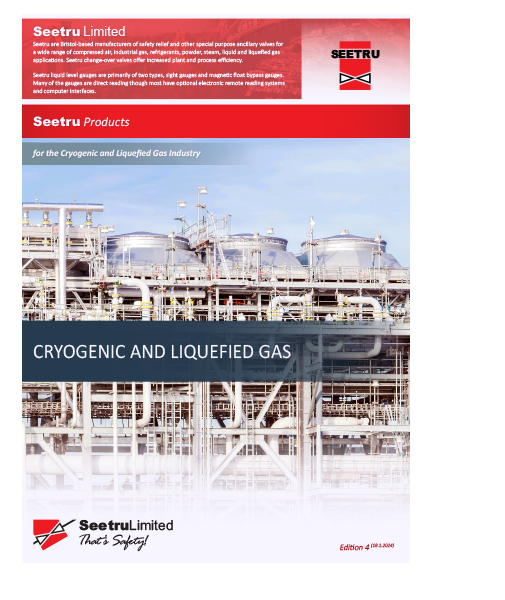 Seetru Limited
Seetru are Bristol-based manufacturers of safety relief and other special purpose ancillary valves for
a wide range of compressed air, industrial gas, refrigerants, powder, steam, liquid and liquefied gas
applications. Seetru change-over valves offer increased plant and process efficiency.
Seetru liquid level gauges are primarily of two types, sight gauges and magnetic float bypass gauges.
Many of the gauges are direct reading though most have optional electronic remote reading systems
and computer interfaces.
SEETRU
Seetru Products
for the Cryogenic and Liquefied Gas Industry
CRYOGENIC AND LIQUEFIED GAS
SeetruLimited
That's Safety!
Edition 4 (19.1.2024)